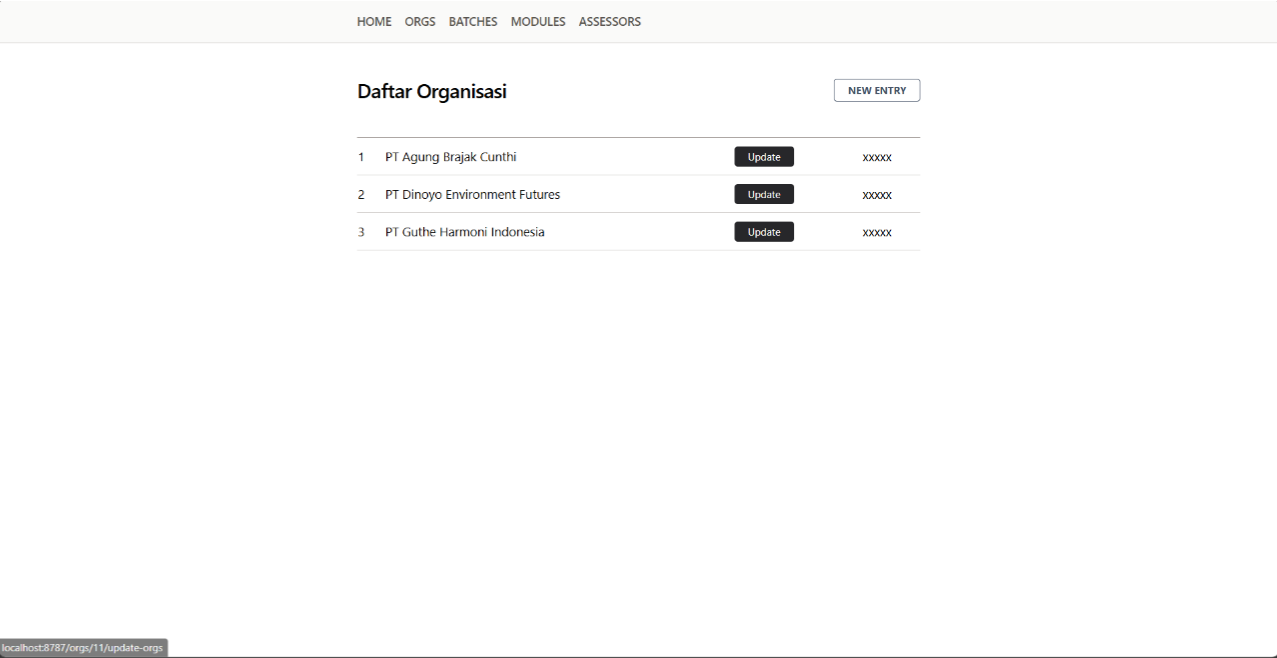 HOME ORGS BATCHES MODULES ASSESSORS
Daftar Organisasi NEW ENTRY
1 PT Agung Brajak Cunthi Update xxxxx
2 PT Dinoyo Environment Futures Update xxxxx
3 PT Guthe Harmoni Indonesia Update xxxxx
localhost:8787/orgs/11/update-orgs